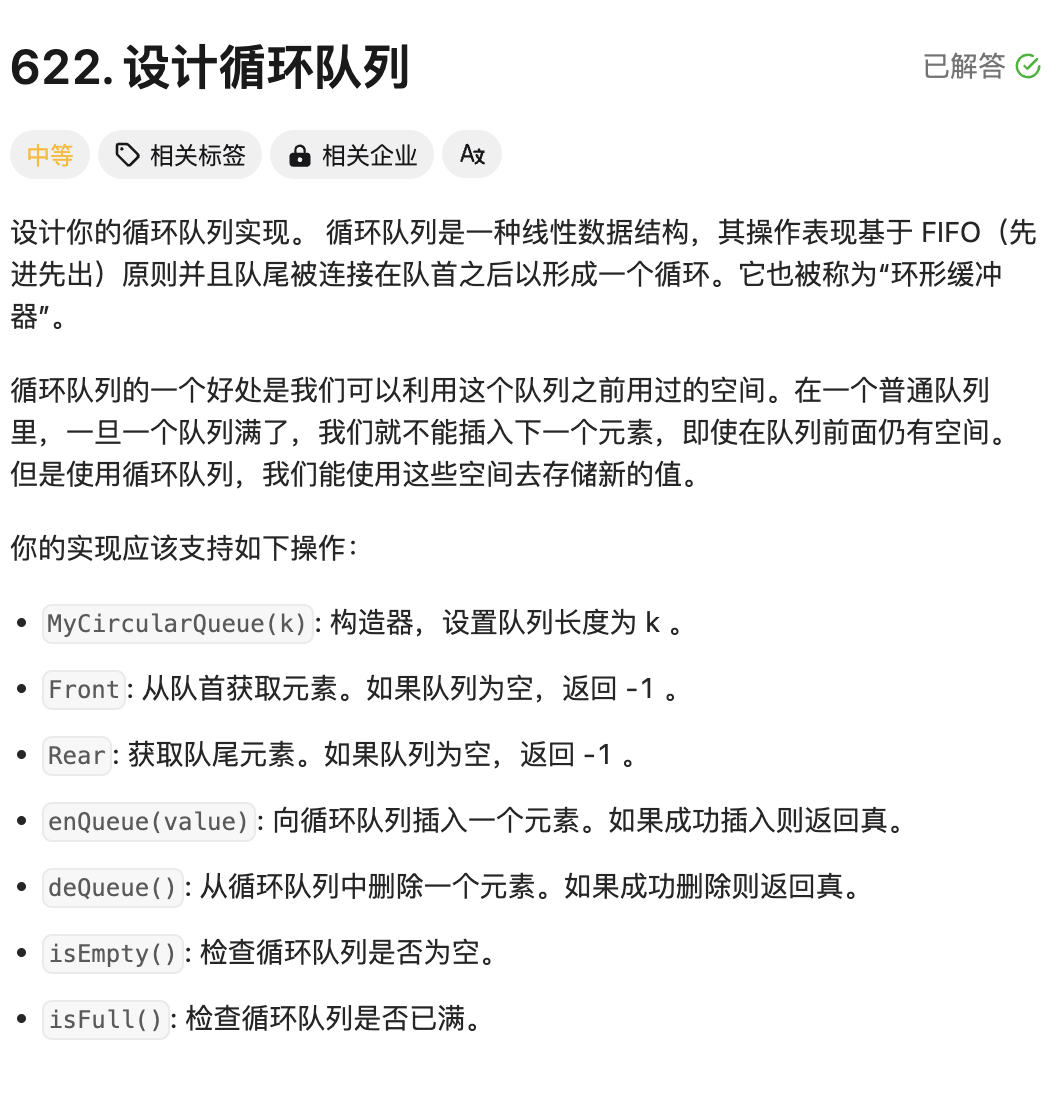 622. 设计循环队列
已解答
中等
相关标签
相关企业
A文
设计你的循环队列实现。 循环队列是一种线性数据结构，其操作表现基于 FIFO（先
进先出）原则并且队尾被连接在队首之后以形成一个循环。它也被称为“环形缓冲
器”。
循环队列的一个好处是我们可以利用这个队列之前用过的空间。在一个普通队列
里，一旦一个队列满了，我们就不能插入下一个元素，即使在队列前面仍有空间。
但是使用循环队列，我们能使用这些空间去存储新的值。
你的实现应该支持如下操作：
• MyCircularQueue(k): 构造器，设置队列长度为 k 。
• Front: 从队首获取元素。如果队列为空，返回 -1 。
• Rear: 获取队尾元素。如果队列为空，返回 -1 。
• enQueue(value): 向循环队列插入一个元素。如果成功插入则返回真。
• deQueue(): 从循环队列中删除一个元素。如果成功删除则返回真。
• isEmpty(): 检查循环队列是否为空。
• isFull(): 检查循环队列是否已满。